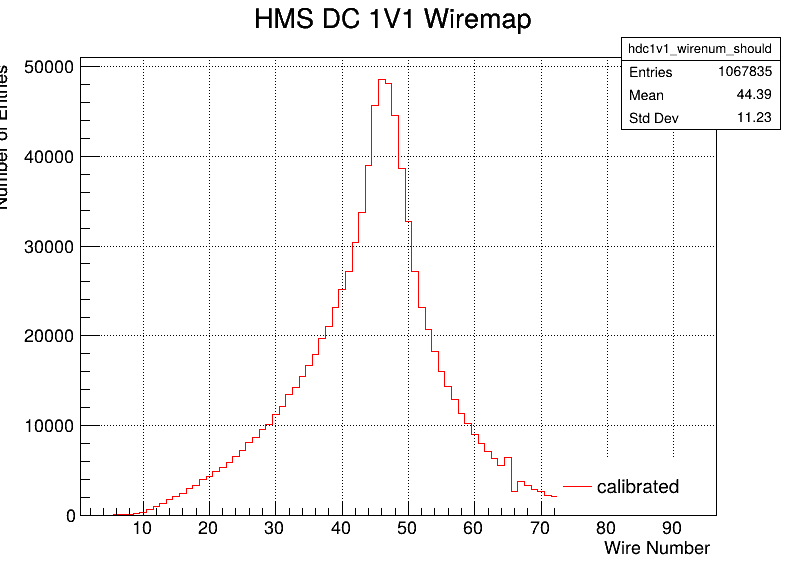 HMS DC 1V1 Wiremap
hdc1v1_wirenum_should
Entries 1067835
Mean 44.39
Std Dev 11.23
Number of Entries
50000
40000
30000
20000
10000
0
calibrated
10 20 30 40 50 60 70 80 90
Wire Number